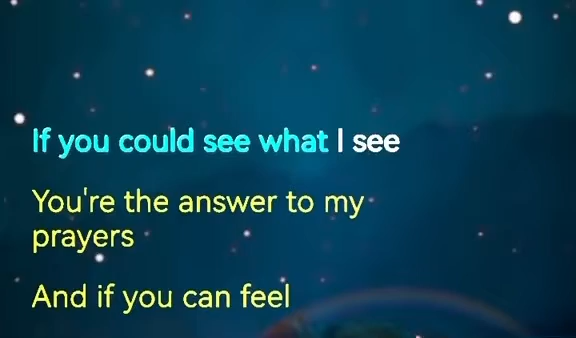 If you could see what I see
You're the answer to my
prayers
And if you can feel